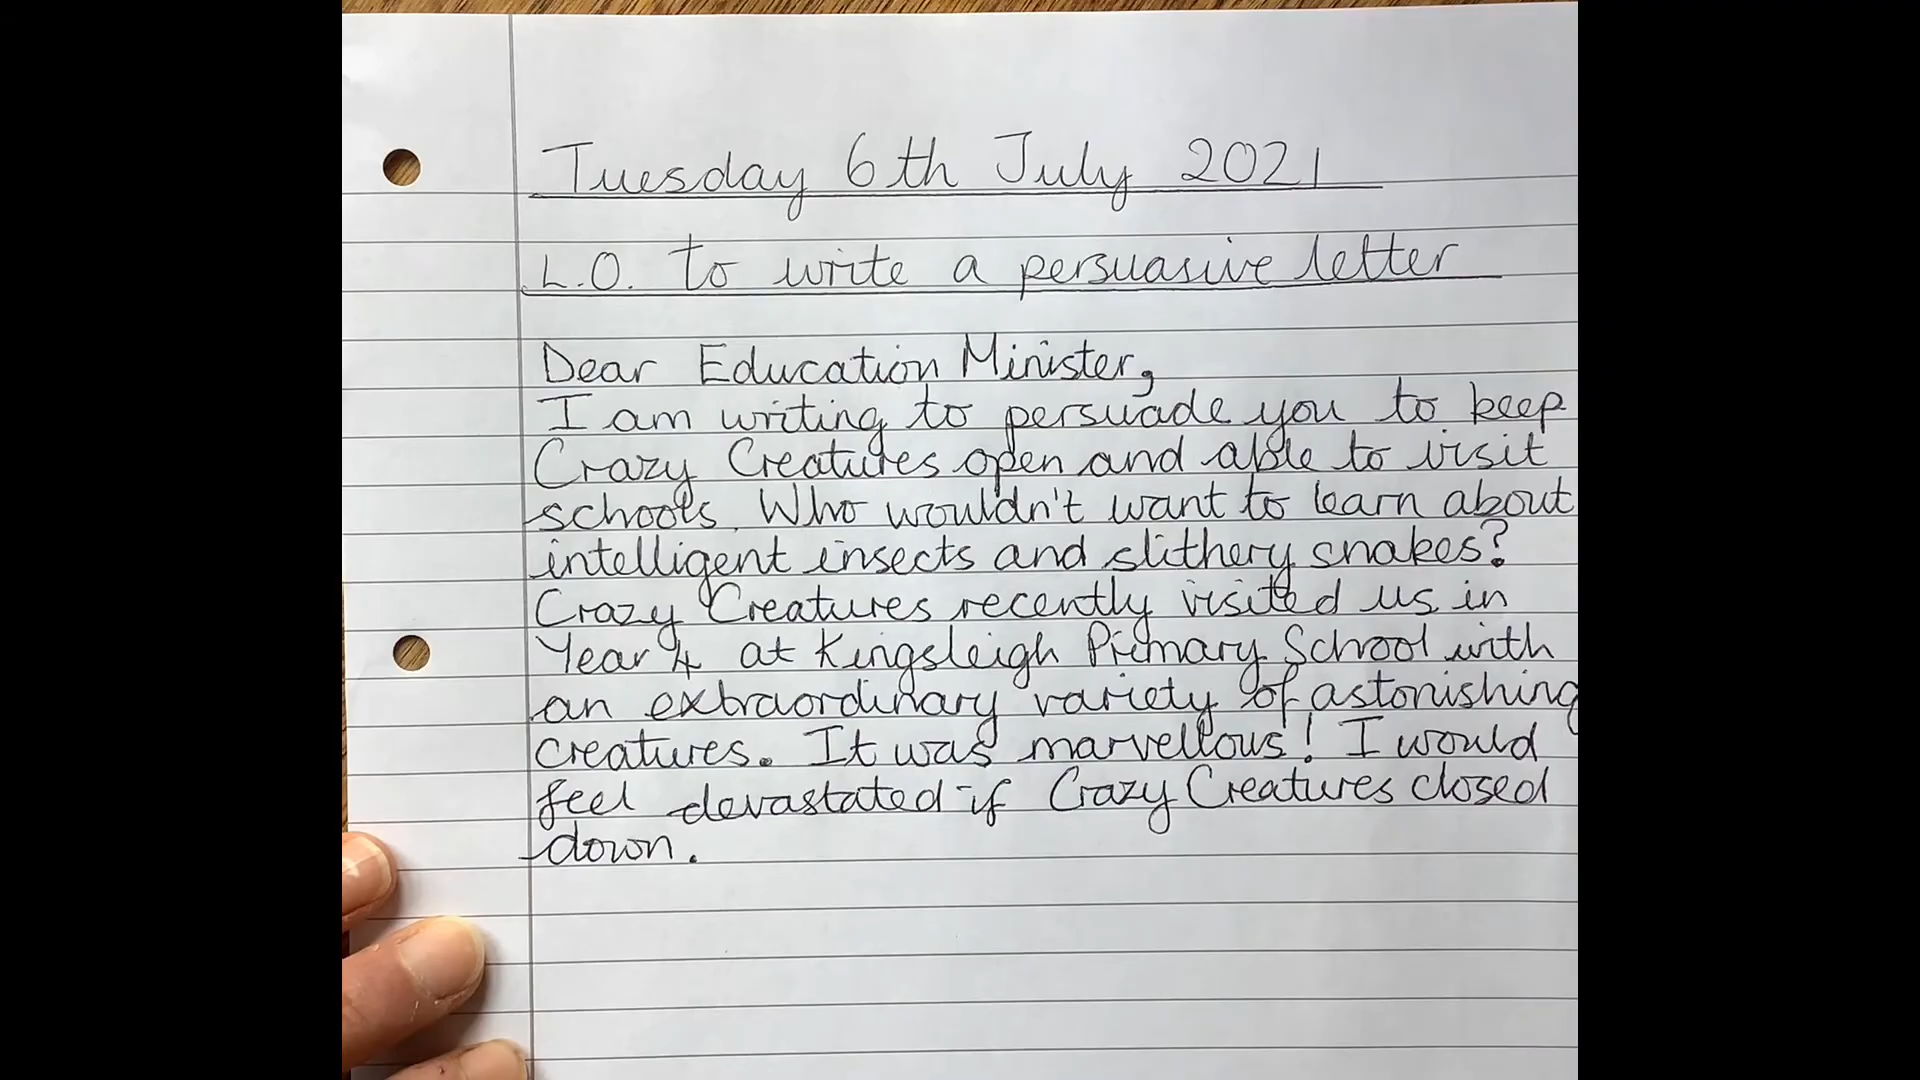 Tuesday 6th July 2021
L.O. to write a persuasive letter
Dear Education Minister,
I am writing to persuade you to keep
Crazy Creatures open and able to visit
schools. Who wouldn't want to learn about
intelligent insects and slithery snakes?
Crazy Creatures recently visited us in
Year 4 at Kingsleigh Primary School with
an extraordinary variety of astonishing
creatures. It was marvellous! I would
feel devastated if Crazy Creatures closed
down.